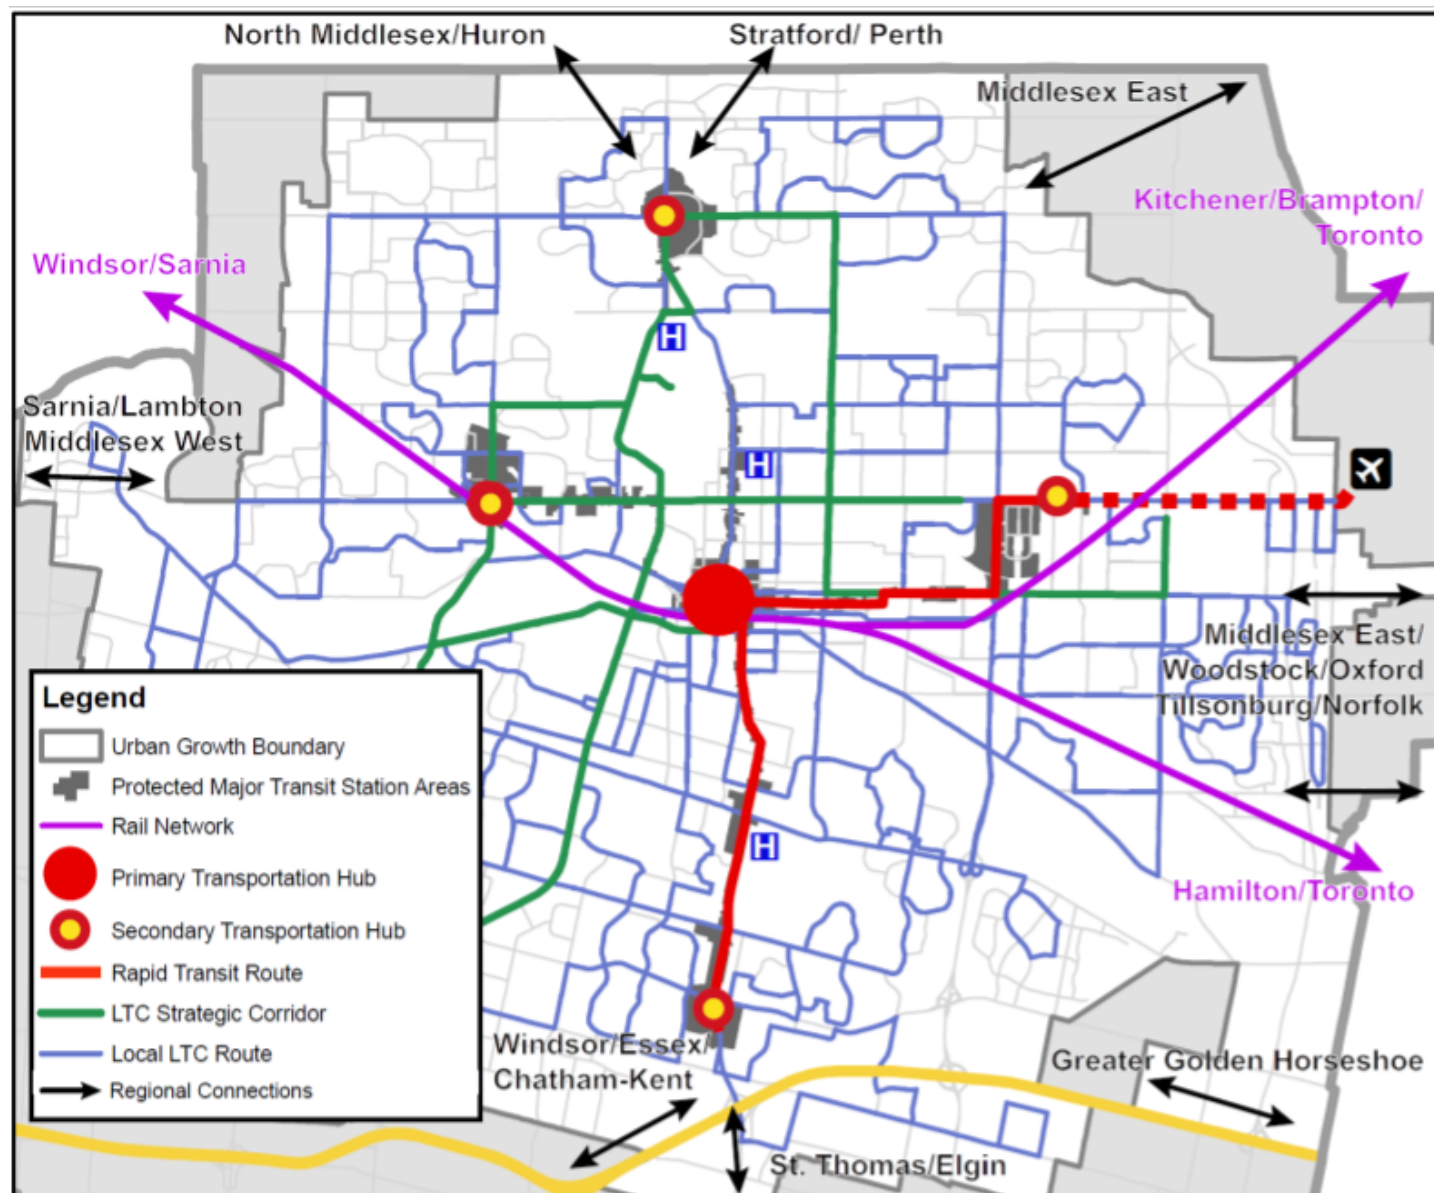 North Middlesex/Huron
Stratford/ Perth
Middlesex East
Kitchener/Brampton/
Toronto
Windsor/Sarnia
H
Sarnia/Lambton
Middlesex West
H
Middlesex East/
Woodstock/Oxford
Tillsonburg/Norfolk
Legend
Urban Growth Boundary
Protected Major Transit Station Areas
Rail Network
Primary Transportation Hub
Secondary Transportation Hub
Rapid Transit Route
LTC Strategic Corridor
Local LTC Route
Regional Connections
H
Hamilton/Toronto
Windsor/Essex/
Chatham-Kent
Greater Golden Horseshoe
St. Thomas/Elgin